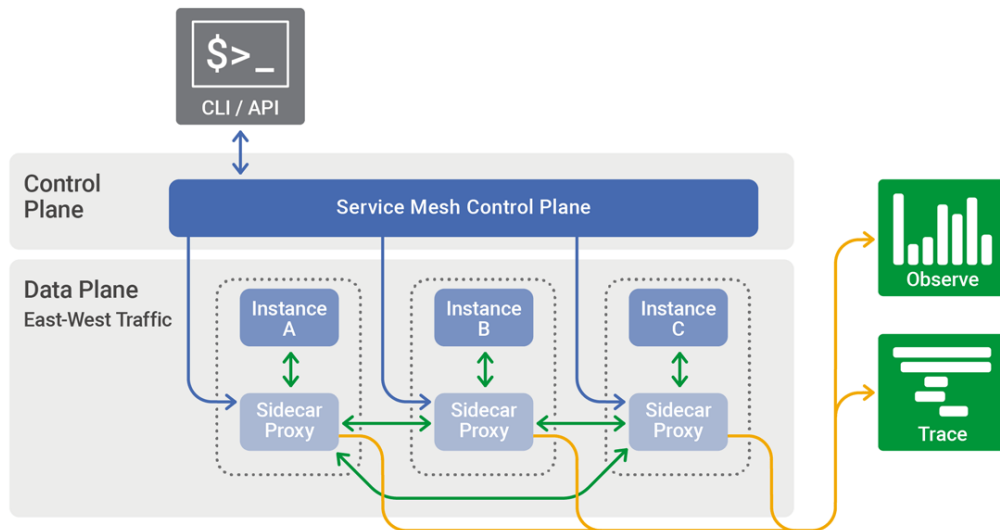 $>_
CLI / API
Control
Plane
Service Mesh Control Plane
Data Plane
East-West Traffic
Instance
A
Instance
B
Instance
C
Sidecar
Proxy
Sidecar
Proxy
Sidecar
Proxy
Observe
Trace